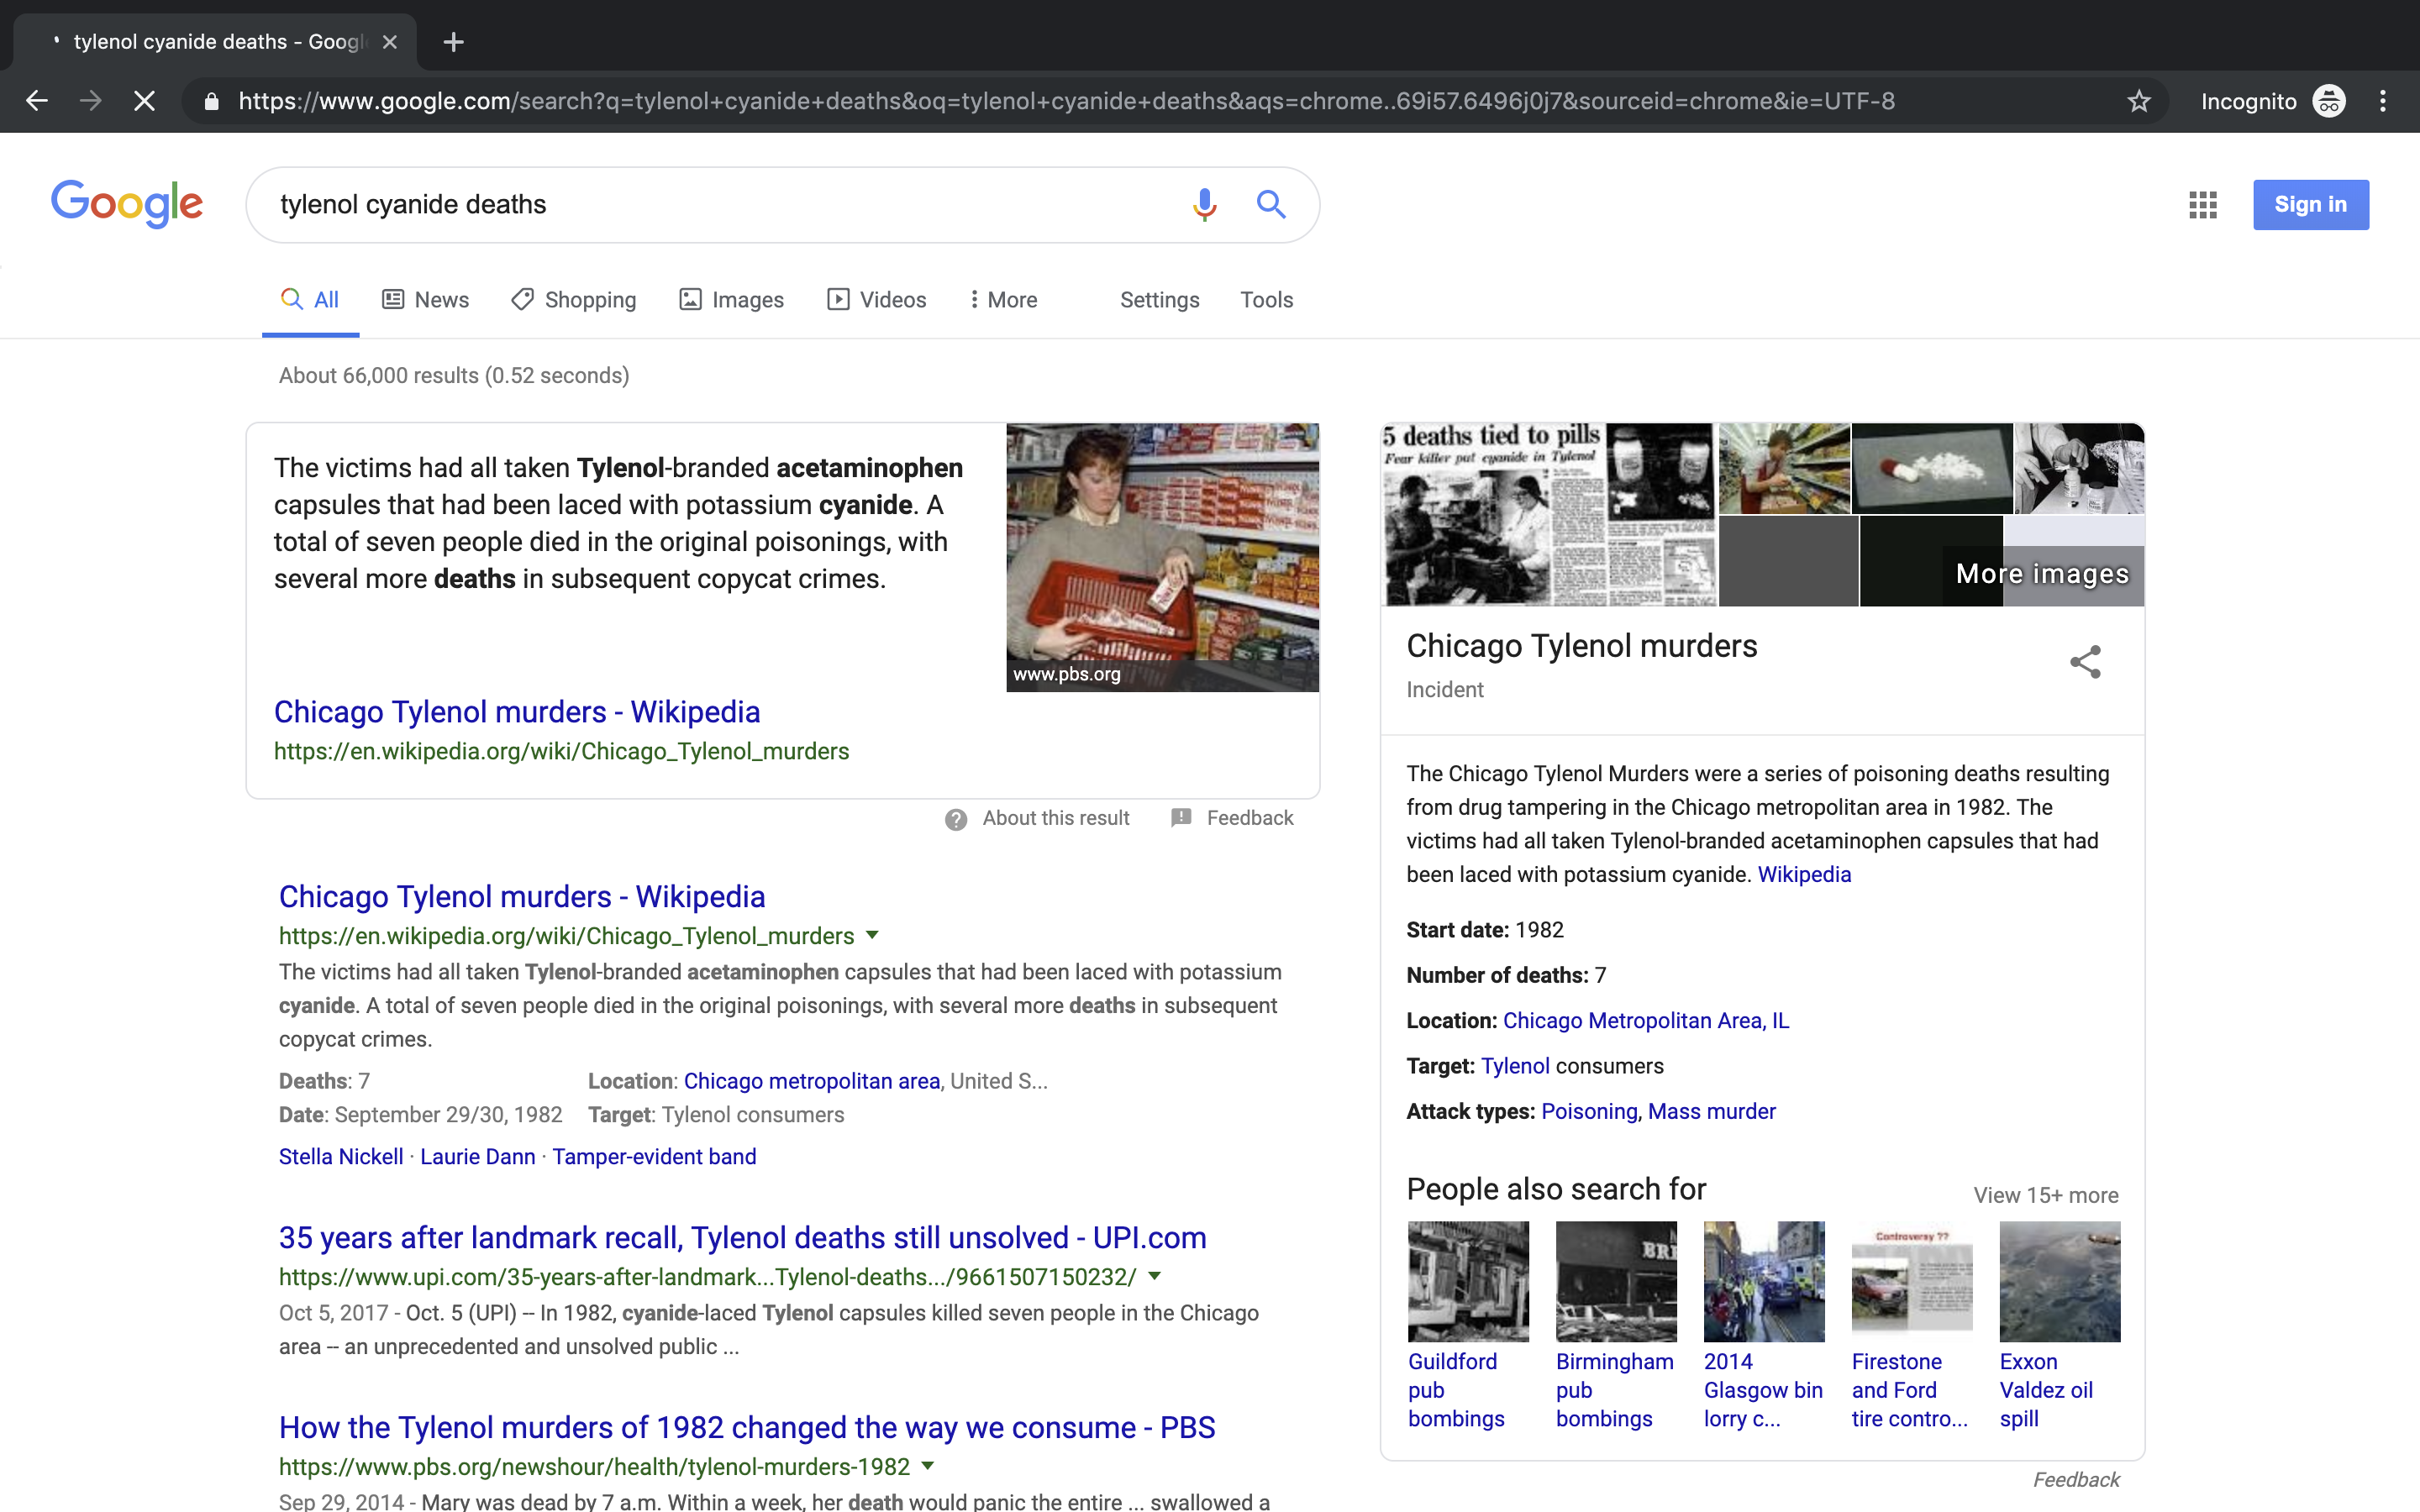 tylenol cyanide deaths - Googl
https://www.google.com/search?q=tylenol+cyanide+deaths&oq=tylenol+cyanide+deaths&aqs=chrome..69i57.6496j0j7&sourceid=chrome&ie=UTF-8
Incognito
Google
tylenol cyanide deaths
Sign in
All
News
Shopping
Images
Videos
More
Settings
Tools
About 66,000 results (0.52 seconds)
The victims had all taken Tylenol-branded acetaminophen
capsules that had been laced with potassium cyanide. A
total of seven people died in the original poisonings, with
several more deaths in subsequent copycat crimes.
www.pbs.org
Chicago Tylenol murders - Wikipedia
https://en.wikipedia.org/wiki/Chicago_Tylenol_murders
About this result
Feedback
Chicago Tylenol murders - Wikipedia
https://en.wikipedia.org/wiki/Chicago_Tylenol_murders
The victims had all taken Tylenol-branded acetaminophen capsules that had been laced with potassium
cyanide. A total of seven people died in the original poisonings, with several more deaths in subsequent
copycat crimes.
Deaths: 7 Location: Chicago metropolitan area, United S...
Date: September 29/30, 1982 Target: Tylenol consumers
Stella Nickell · Laurie Dann · Tamper-evident band
35 years after landmark recall, Tylenol deaths still unsolved - UPI.com
https://www.upi.com/35-years-after-landmark...Tylenol-deaths.../9661507150232/
Oct 5, 2017 - Oct. 5 (UPI) -- In 1982, cyanide-laced Tylenol capsules killed seven people in the Chicago
area -- an unprecedented and unsolved public ...
How the Tylenol murders of 1982 changed the way we consume - PBS
https://www.pbs.org/newshour/health/tylenol-murders-1982
Sep 29, 2014 - Mary was dead by 7 a.m. Within a week, her death would panic the entire ... swallowed a
5 deaths tied to pills
Fear killer put cyanide in Tylenol
More images
Chicago Tylenol murders
Incident
The Chicago Tylenol Murders were a series of poisoning deaths resulting
from drug tampering in the Chicago metropolitan area in 1982. The
victims had all taken Tylenol-branded acetaminophen capsules that had
been laced with potassium cyanide. Wikipedia
Start date: 1982
Number of deaths: 7
Location: Chicago Metropolitan Area, IL
Target: Tylenol consumers
Attack types: Poisoning, Mass murder
People also search for
View 15+ more
BRE
Controversy ??
Guildford
pub
bombings
Birmingham
pub
bombings
2014
Glasgow bin
lorry c...
Firestone
and Ford
tire contro...
Exxon
Valdez oil
spill
Feedback